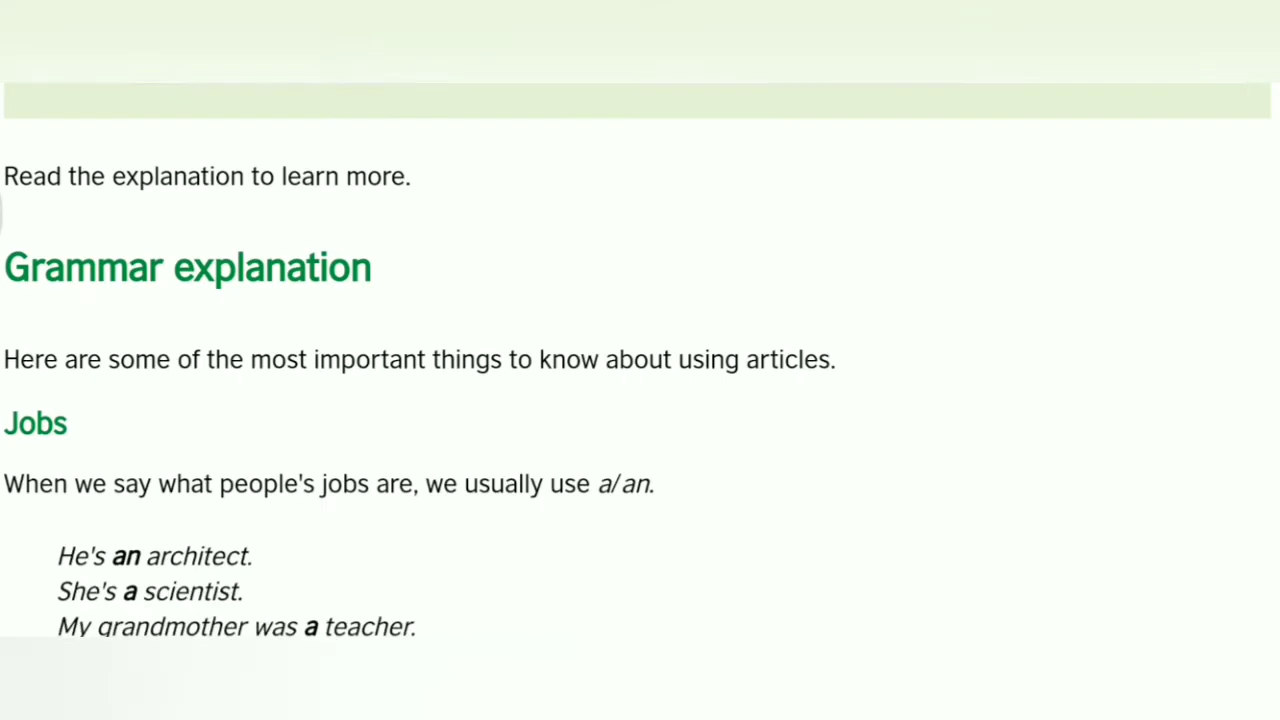 Read the explanation to learn more.
Grammar explanation
Here are some of the most important things to know about using articles.
Jobs
When we say what people's jobs are, we usually use a/an.
He's an architect.
She's a scientist.
My grandmother was a teacher.